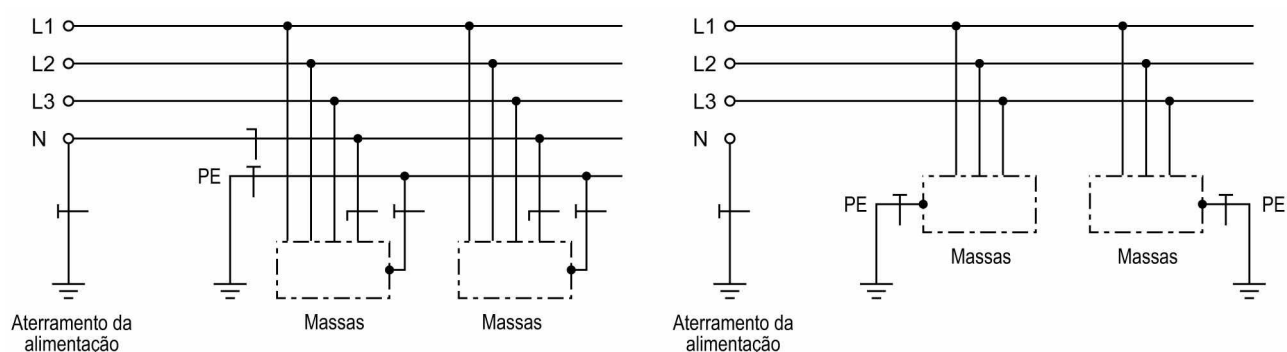 L1
L2
L3
N
PE
Massas
Massas
Aterramento da
alimentação
L1
L2
L3
N
PE
PE
Massas
Massas
Aterramento da
alimentação